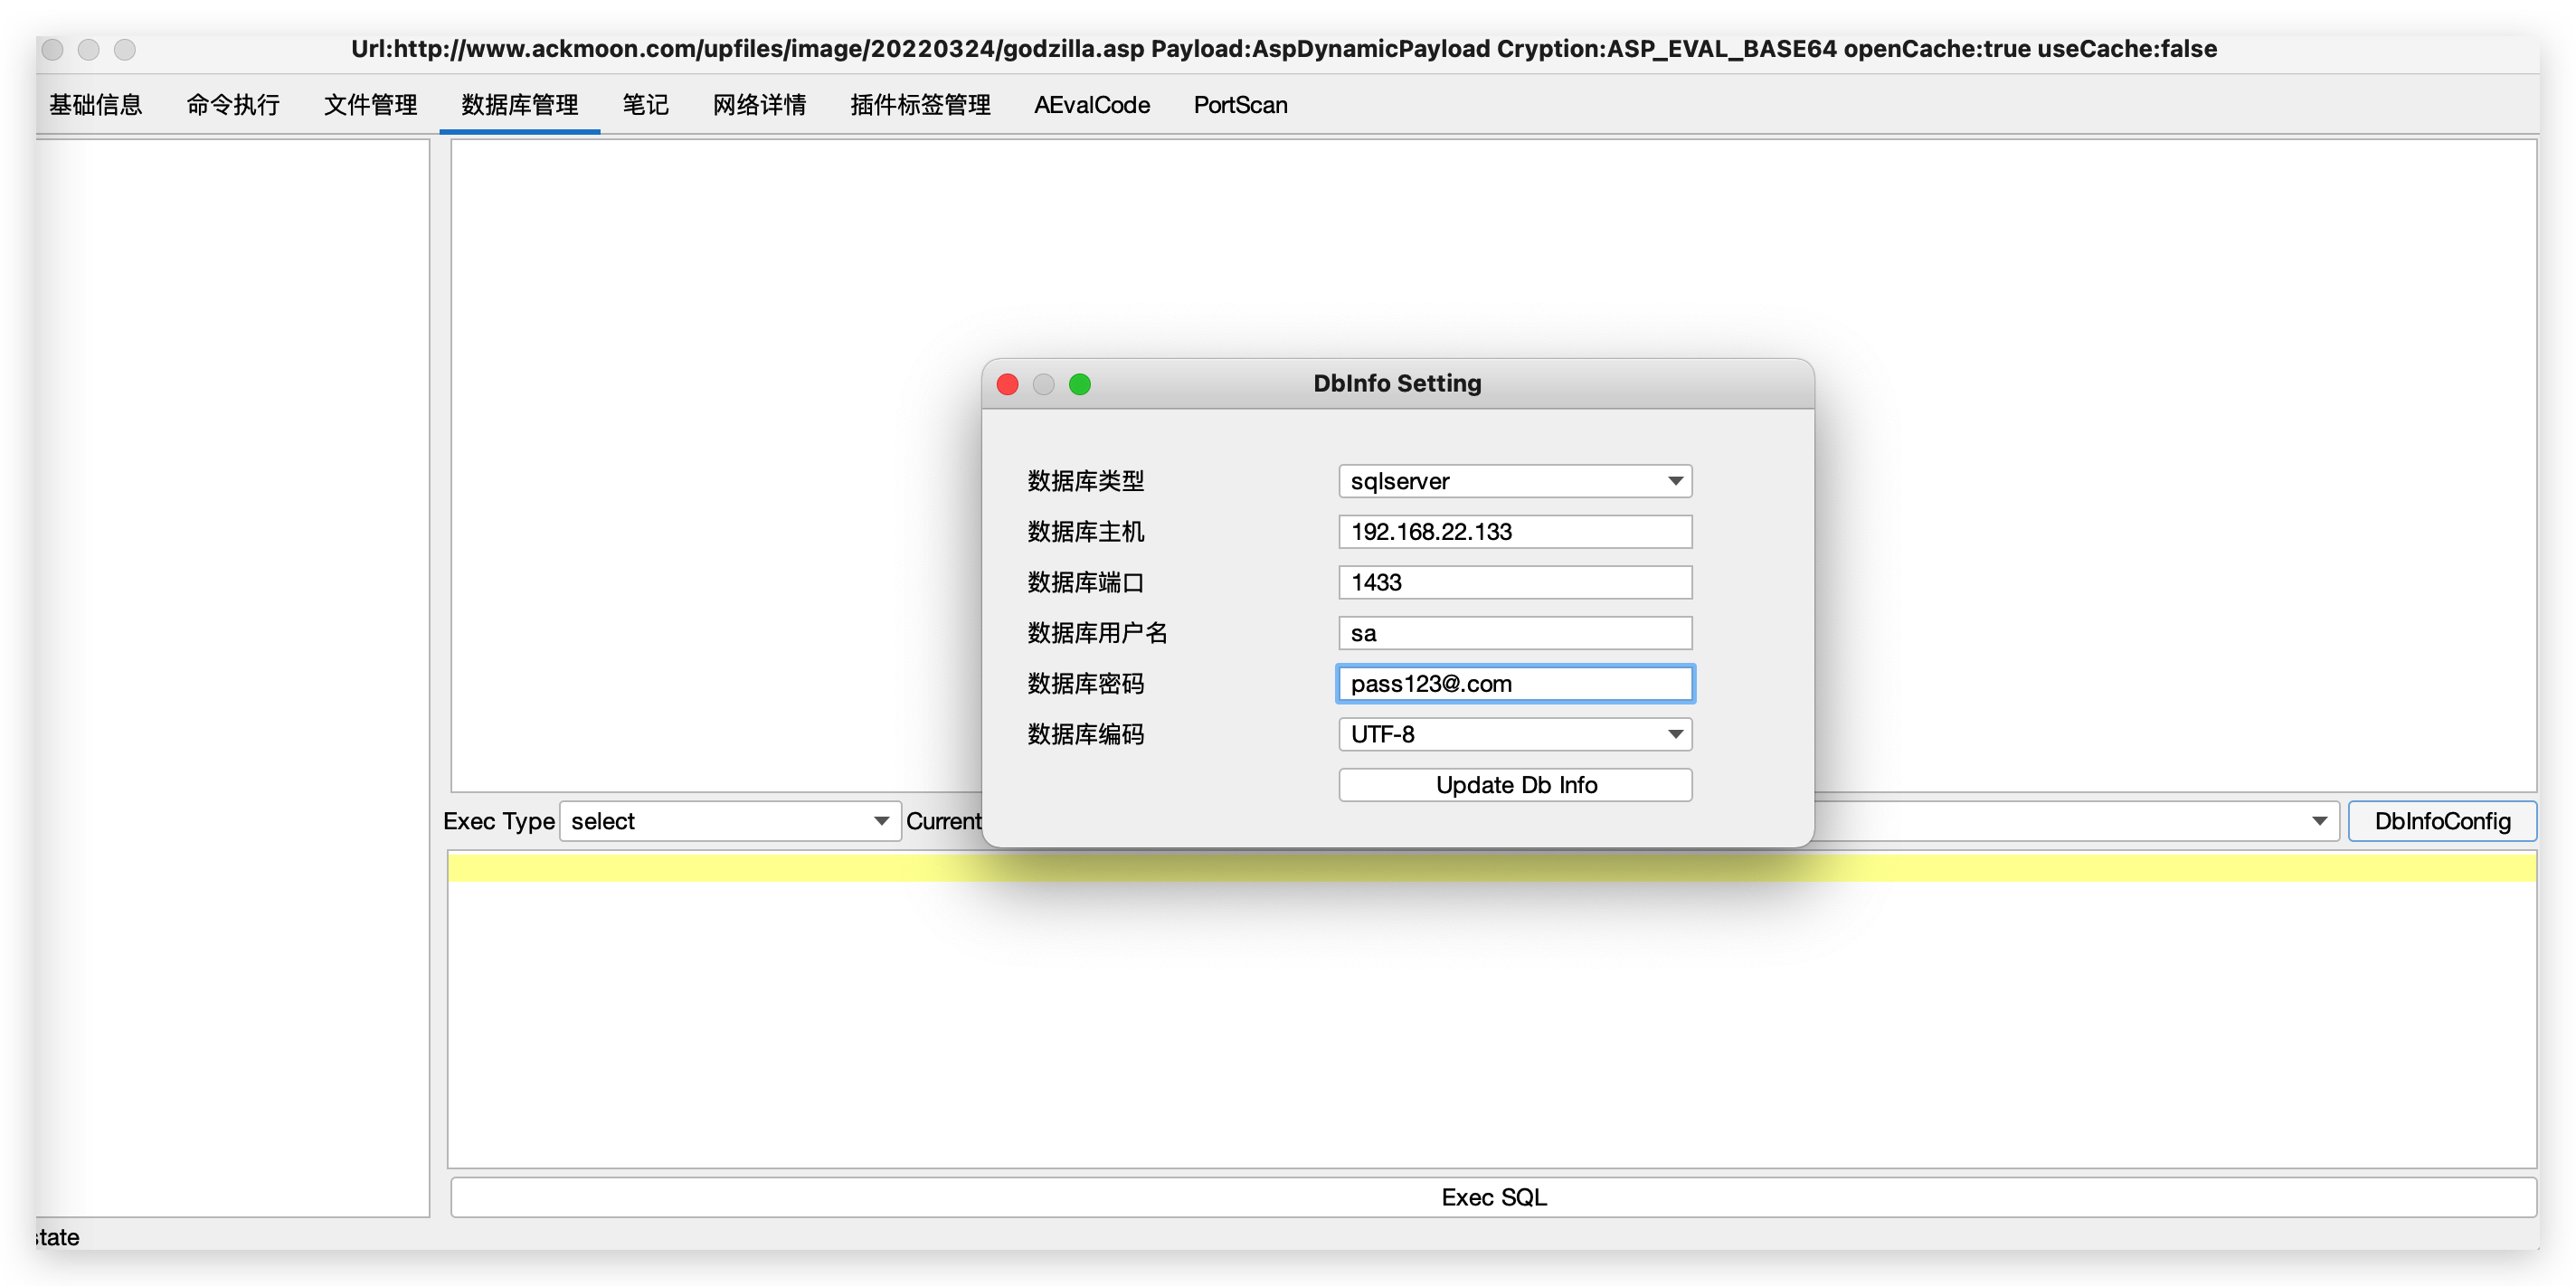 Url:http://www.ackmoon.com/upfiles/image/20220324/godzilla.asp Payload:AspDynamicPayload Cryption:ASP_EVAL_BASE64 openCache:true useCache:false
基础信息 命令执行 文件管理 数据库管理 笔记 网络详情 插件标签管理 AEvalCode PortScan
DbInfo Setting
数据库类型 sqlserver
数据库主机 192.168.22.133
数据库端口 1433
数据库用户名 sa
数据库密码 pass123@.com
数据库编码 UTF-8
Update Db Info
Exec Type select Current DbInfoConfig
Exec SQL
state